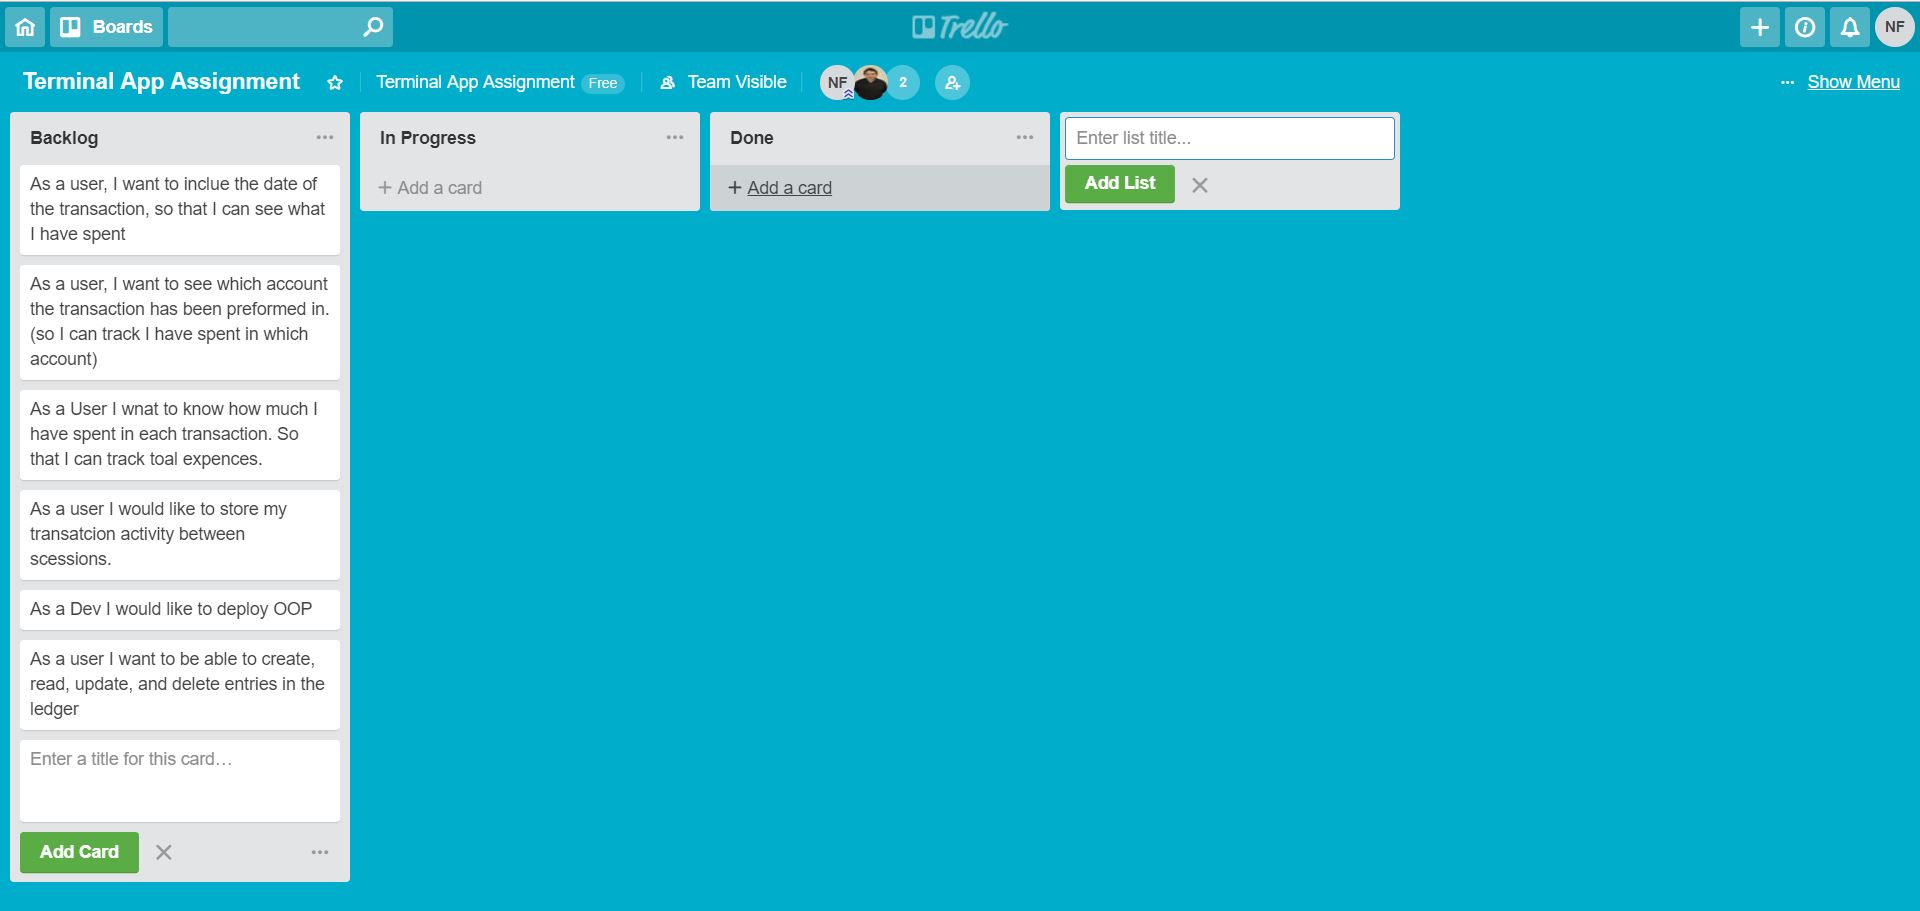 Boards
Trello
NF
Terminal App Assignment
Terminal App Assignment Free
Team Visible
NF
2
Show Menu
Backlog
As a user, I want to inclue the date of
the transaction, so that I can see what
I have spent
As a user, I want to see which account
the transaction has been preformed in.
(so I can track I have spent in which
account)
As a User I wnat to know how much I
have spent in each transaction. So
that I can track toal expences.
As a user I would like to store my
transatcion activity between
scessions.
As a Dev I would like to deploy OOP
As a user I want to be able to create,
read, update, and delete entries in the
ledger
Enter a title for this card…
Add Card
In Progress
+ Add a card
Done
+ Add a card
Enter list title...
Add List